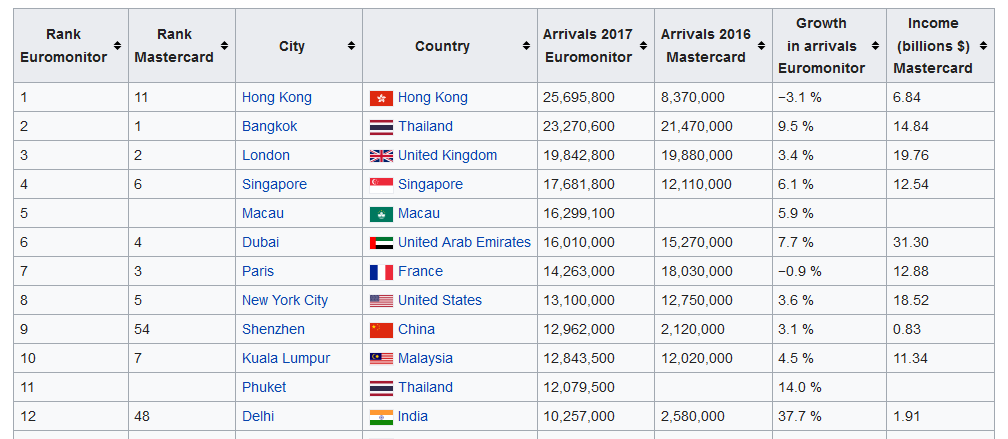 Rank Euromonitor Rank Mastercard City Country Arrivals 2017 Euromonitor Arrivals 2016 Mastercard Growth in arrivals Euromonitor Income (billions $) Mastercard
1 11 Hong Kong Hong Kong 25,695,800 8,370,000 −3.1 % 6.84
2 1 Bangkok Thailand 23,270,600 21,470,000 9.5 % 14.84
3 2 London United Kingdom 19,842,800 19,880,000 3.4 % 19.76
4 6 Singapore Singapore 17,681,800 12,110,000 6.1 % 12.54
5 Macau Macau 16,299,100 5.9 %
6 4 Dubai United Arab Emirates 16,010,000 15,270,000 7.7 % 31.30
7 3 Paris France 14,263,000 18,030,000 −0.9 % 12.88
8 5 New York City United States 13,100,000 12,750,000 3.6 % 18.52
9 54 Shenzhen China 12,962,000 2,120,000 3.1 % 0.83
10 7 Kuala Lumpur Malaysia 12,843,500 12,020,000 4.5 % 11.34
11 Phuket Thailand 12,079,500 14.0 %
12 48 Delhi India 10,257,000 2,580,000 37.7 % 1.91